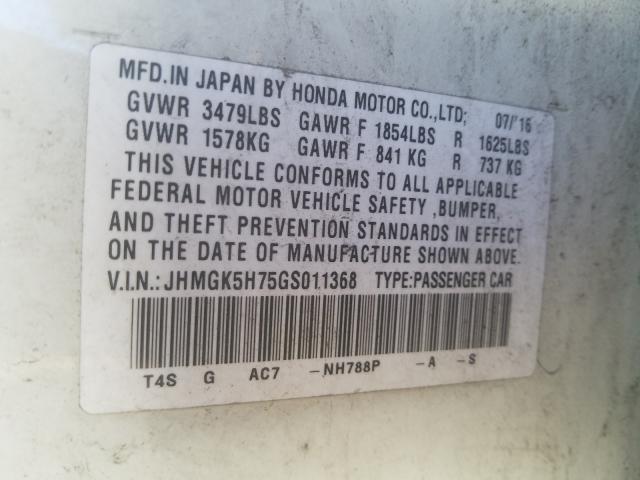 MFD.IN JAPAN BY HONDA MOTOR CO.,LTD; 07/'16
GVWR 3479LBS GAWR F 1854LBS R 1625LBS
GVWR 1578KG GAWR F 841 KG R 737 KG
THIS VEHICLE CONFORMS TO ALL APPLICABLE
FEDERAL MOTOR VEHICLE SAFETY ,BUMPER,
AND THEFT PREVENTION STANDARDS IN EFFECT
ON THE DATE OF MANUFACTURE SHOWN ABOVE.
V.I.N.:JHMGK5H75GS011368 TYPE:PASSENGER CAR
T4S G AC7 -NH788P -A -S